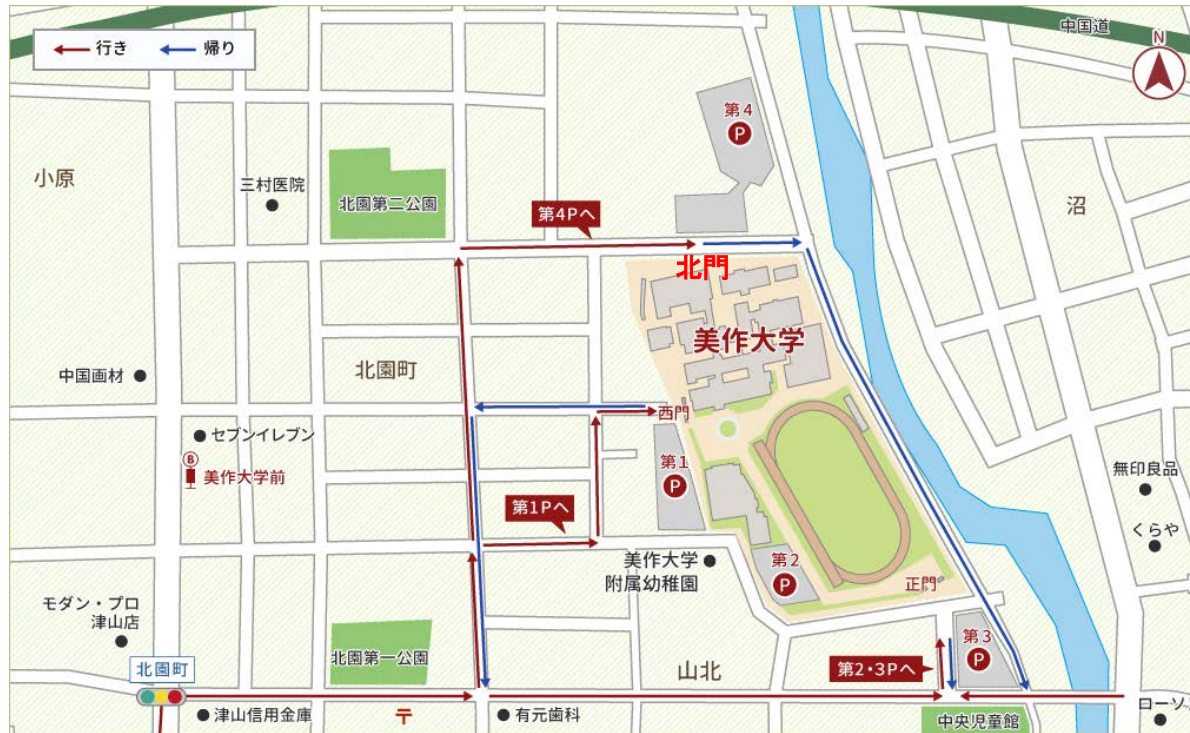 行き
帰り
中国道
N
第4
P
小原
三村医院
北園第二公園
沼
第4Pへ
北門
美作大学
中国画材
北園町
西門
セブンイレブン
B
美作大学前
第1
P
無印良品
第1Pへ
くらや
美作大学
附属幼稚園
第2
P
正門
モダン・プロ
津山店
北園町
北園第一公園
山北
第2・3Pへ
第3
P
津山信用金庫
〒
有元歯科
中央児童館
ローソ